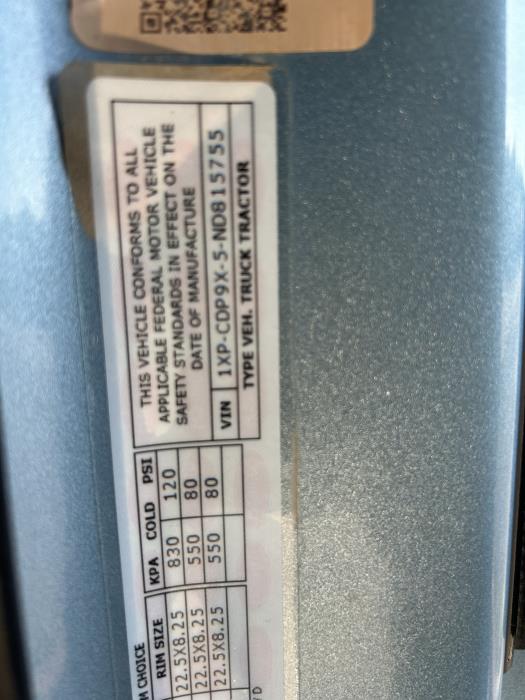 M CHOICE
RIM SIZE KPA COLD PSI
22.5X8.25 830 120
22.5X8.25 550 80
22.5X8.25 550 80
THIS VEHICLE CONFORMS TO ALL
APPLICABLE FEDERAL MOTOR VEHICLE
SAFETY STANDARDS IN EFFECT ON THE
DATE OF MANUFACTURE
VIN 1XP-CDP9X-5-ND815755
TYPE VEH. TRUCK TRACTOR